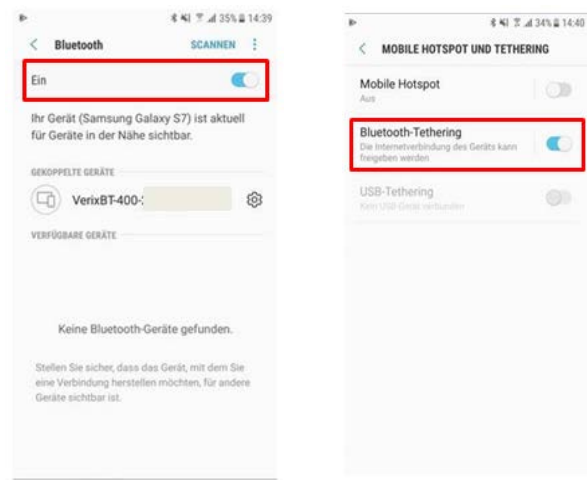 35% 14:39
Bluetooth SCANNEN
Ein
Ihr Gerät (Samsung Galaxy S7) ist aktuell
für Geräte in der Nähe sichtbar.
GEKOPPELTE GERÄTE
VerixBT-400-
VERFÜGBARE GERÄTE
Keine Bluetooth-Geräte gefunden.
Stellen Sie sicher, dass das Gerät, mit dem Sie
eine Verbindung herstellen möchten, für andere
Geräte sichtbar ist.
34% 14:40
MOBILE HOTSPOT UND TETHERING
Mobile Hotspot
Aus
Bluetooth-Tethering
Die Internetverbindung des Geräts kann
freigeben werden
USB-Tethering
Kein USB-Gerät verbunden